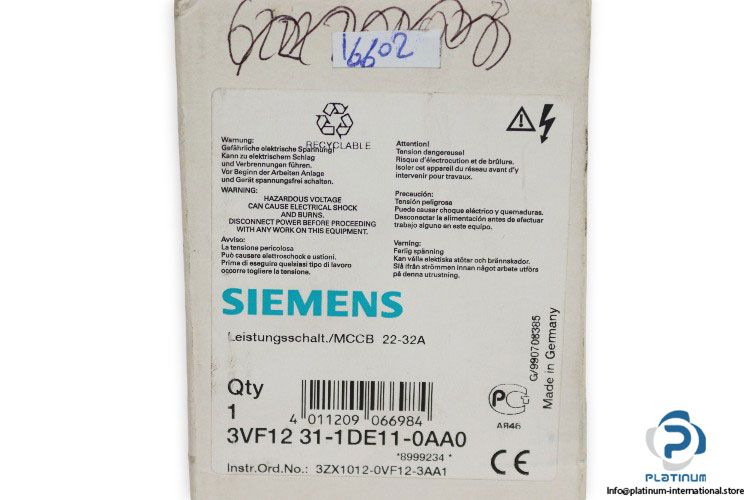 16602
RECYCLABLE
Warnung:
Gefährliche elektrische Spannung!
Kann zu elektrischem Schlag
und Verbrennungen führen.
Vor Beginn der Arbeiten Anlage
und Gerät spannungsfrei schalten.
WARNING:
HAZARDOUS VOLTAGE
CAN CAUSE ELECTRICAL SHOCK
AND BURNS.
DISCONNECT POWER BEFORE PROCEEDING
WITH ANY WORK ON THIS EQUIPMENT.
Avviso:
La tensione pericolosa
Può causare elettroshock e ustioni.
Prima di eseguire qualsiasi tipo di lavoro
occorre togliere la tensione.
Attention!
Tension dangereuse!
Risque d'électrocution et de brûlure.
Isoler cet appareil du réseau avant d'y
intervenir pour travaux.
Precaución:
Tensión peligrosa
Puede causar choque eléctrico y quemaduras.
Desconectar la alimentación antes de efectuar
trabajo alguno en este equipo.
Varning:
Farlig spänning
Kan vålla elektiska stötar och brännskador.
Slå ifrån strömmen innan något arbete utförs
på denna utrustning.
SIEMENS
Leistungsschalt./MCCB 22-32A
Qty
1
4 011209 066984
3VF12 31-1DE11-0AA0
*8999234*
Instr.Ord.No.: 3ZX1012-0VF12-3AA1
PC
АЯ46
CE
G/990708385
Made in Germany
PLATINUM
Info@platinum-international.store